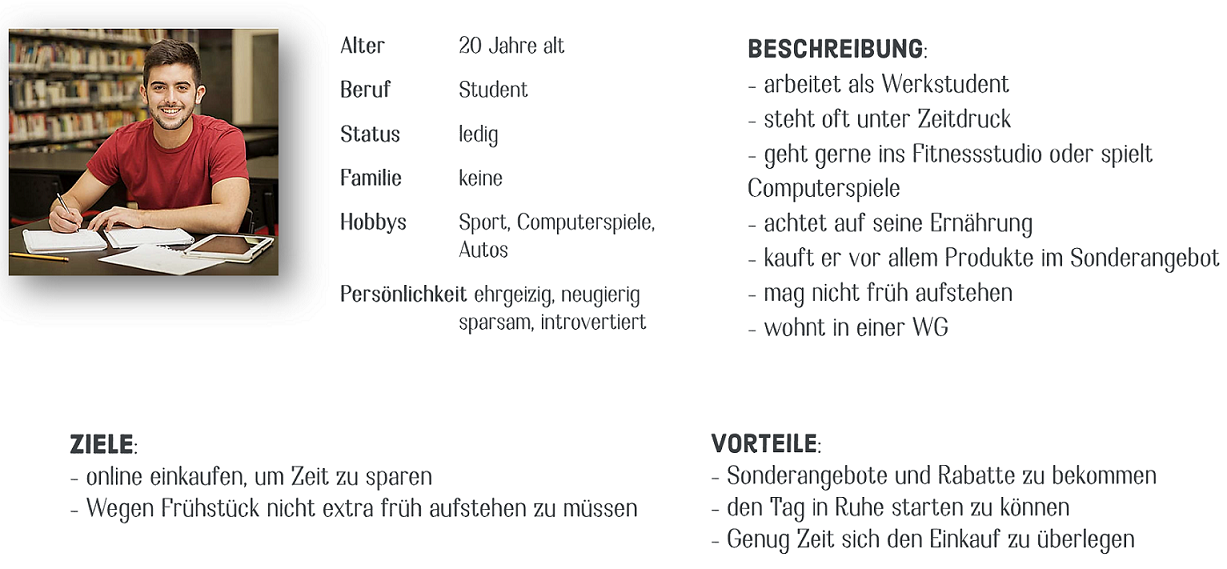 Alter 20 Jahre alt
Beruf Student
Status ledig
Familie keine
Hobbys Sport, Computerspiele,
Autos
Persönlichkeit ehrgeizig, neugierig
sparsam, introvertiert
BESCHREIBUNG:
- arbeitet als Werkstudent
- steht oft unter Zeitdruck
- geht gerne ins Fitnessstudio oder spielt
Computerspiele
- achtet auf seine Ernährung
- kauft er vor allem Produkte im Sonderangebot
- mag nicht früh aufstehen
- wohnt in einer WG
ZIELE:
- online einkaufen, um Zeit zu sparen
- Wegen Frühstück nicht extra früh aufstehen zu müssen
VORTEILE:
- Sonderangebote und Rabatte zu bekommen
- den Tag in Ruhe starten zu können
- Genug Zeit sich den Einkauf zu überlegen